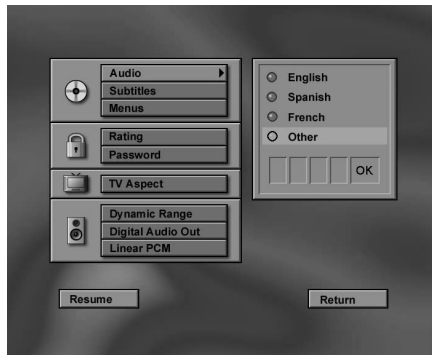 Audio
Subtitles
Menus
Rating
Password
TV Aspect
Dynamic Range
Digital Audio Out
Linear PCM
English
Spanish
French
Other
OK
Resume
Return